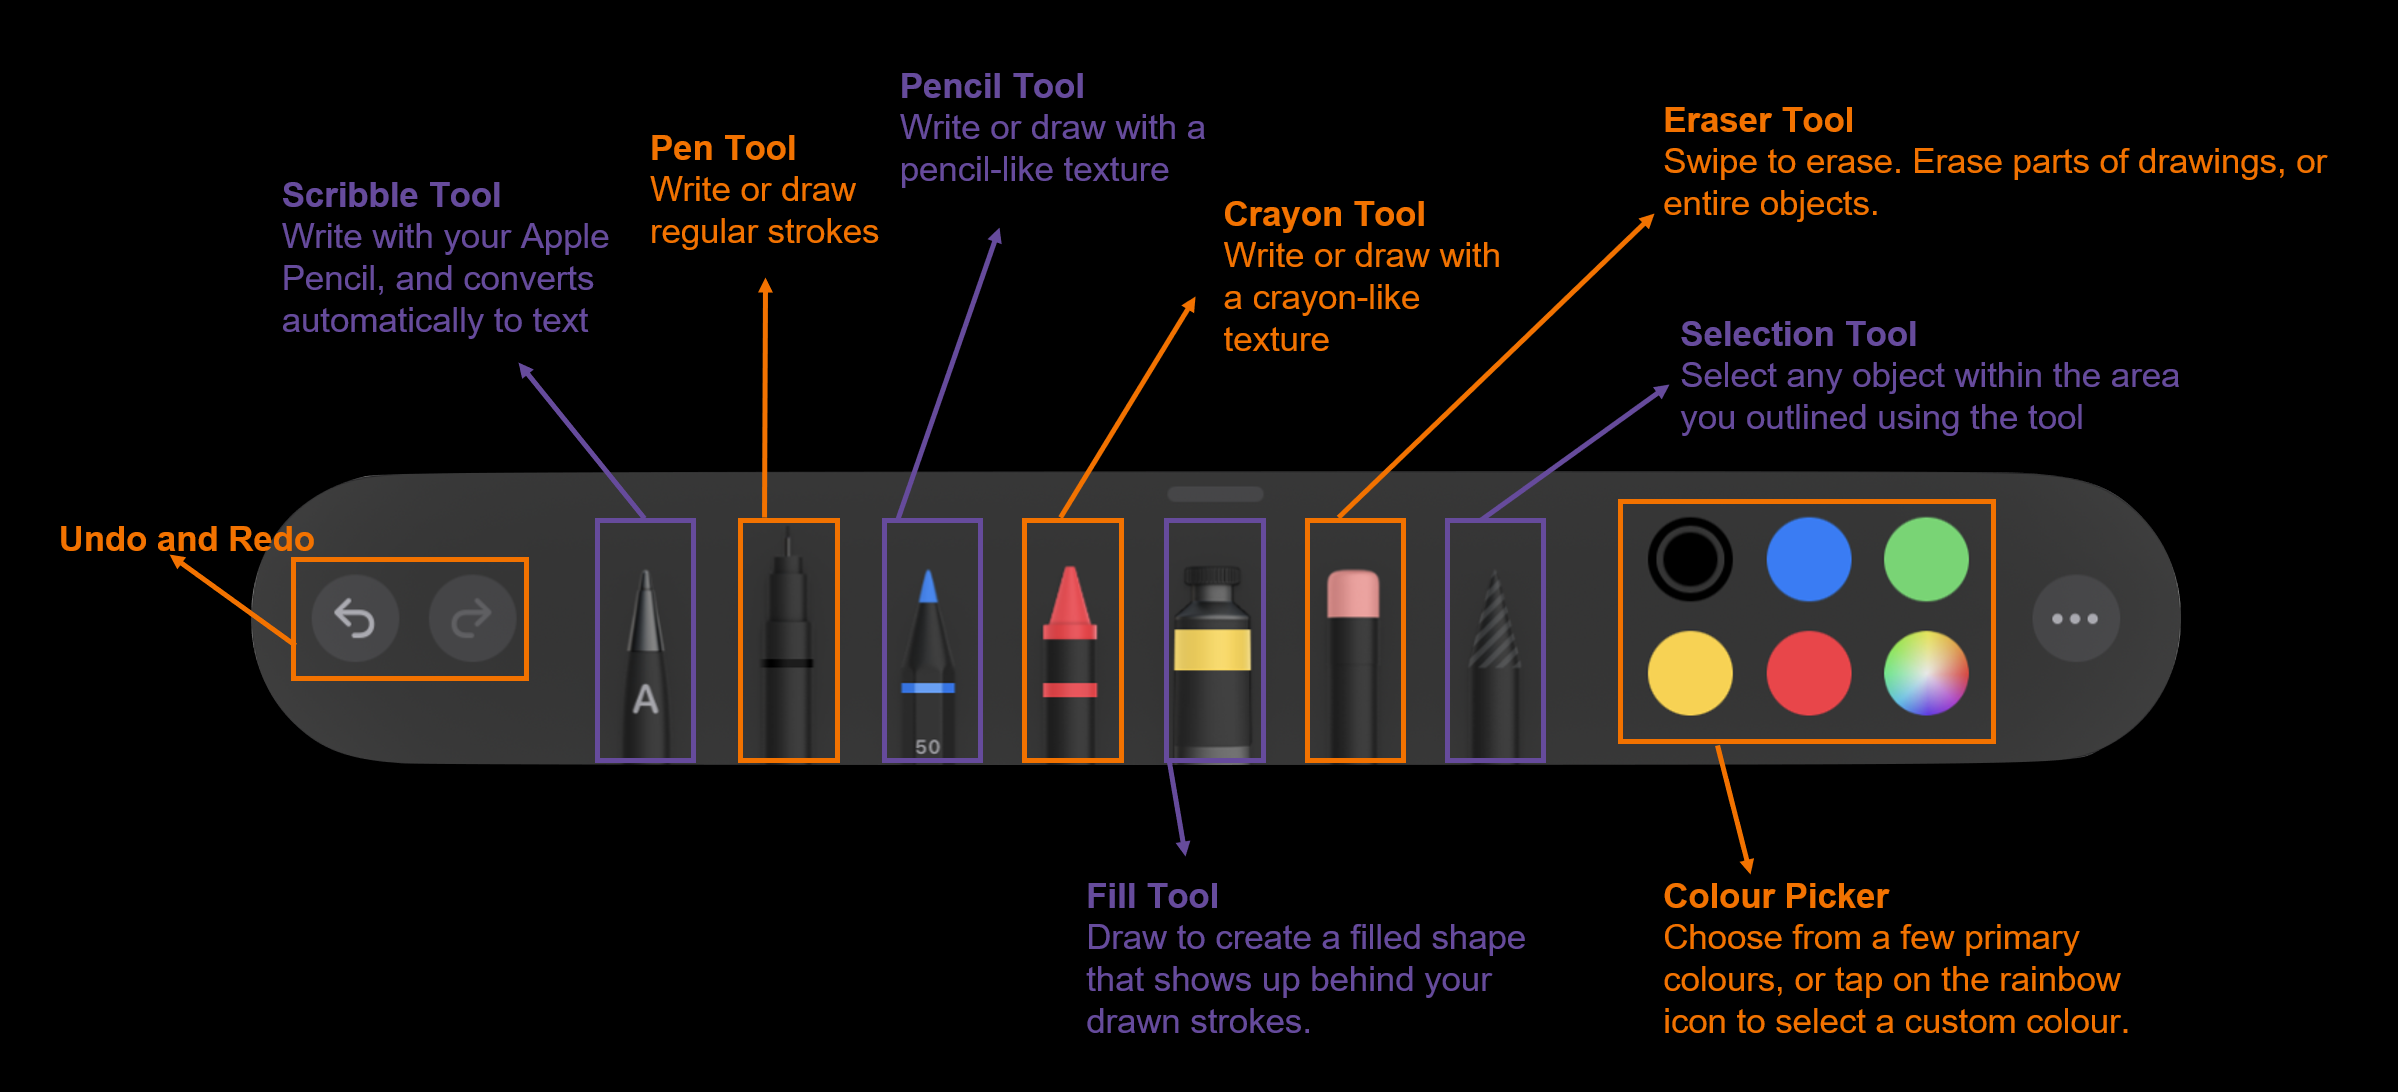 Pencil Tool
Write or draw with a
pencil-like texture
Eraser Tool
Swipe to erase. Erase parts of drawings, or
entire objects.
Pen Tool
Write or draw
regular strokes
Scribble Tool
Write with your Apple
Pencil, and converts
automatically to text
Crayon Tool
Write or draw with
a crayon-like
texture
Selection Tool
Select any object within the area
you outlined using the tool
Undo and Redo
A
50
Fill Tool
Draw to create a filled shape
that shows up behind your
drawn strokes.
Colour Picker
Choose from a few primary
colours, or tap on the rainbow
icon to select a custom colour.